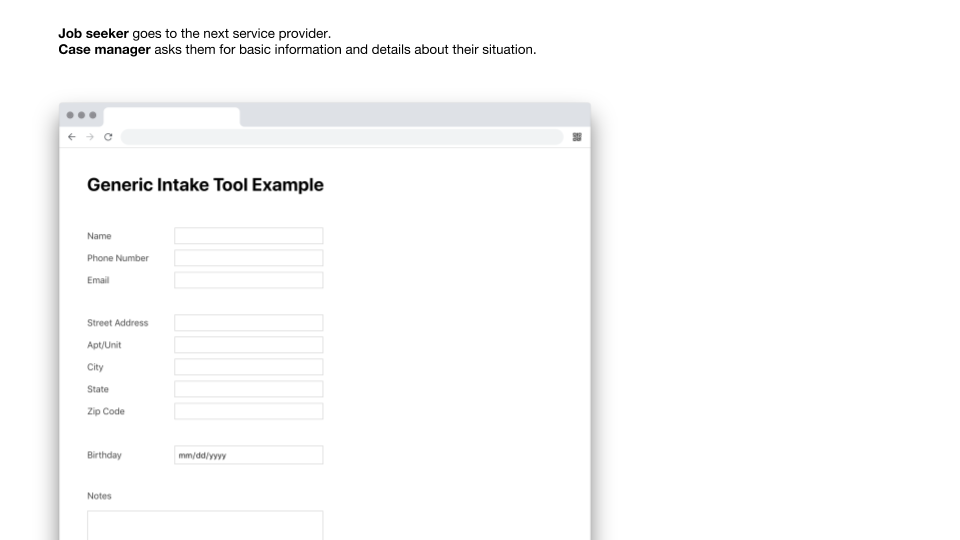 Job seeker goes to the next service provider.
Case manager asks them for basic information and details about their situation.
Generic Intake Tool Example
Name
Phone Number
Email
Street Address
Apt/Unit
City
State
Zip Code
Birthday mm/dd/yyyy
Notes